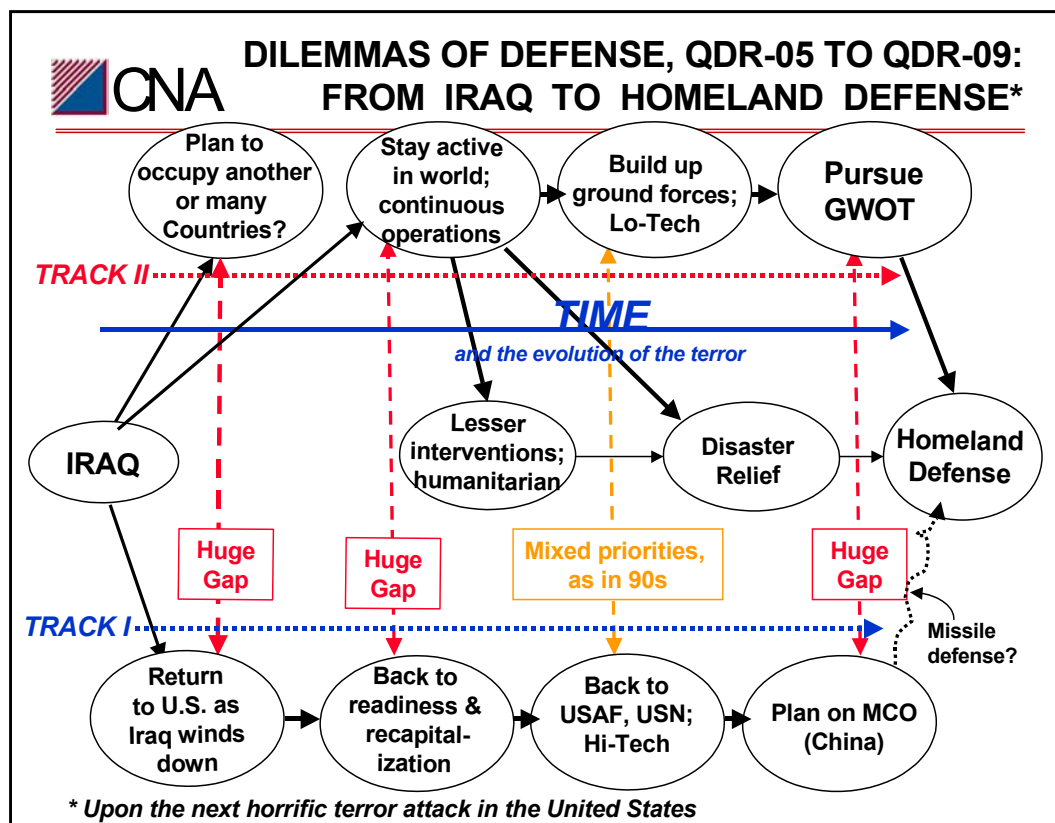 CNA
DILEMMAS OF DEFENSE, QDR-05 TO QDR-09:
FROM IRAQ TO HOMELAND DEFENSE*
Plan to
occupy another
or many
Countries?
Stay active
in world;
continuous
operations
Build up
ground forces;
Lo-Tech
Pursue
GWOT
TRACK II
TIME
and the evolution of the terror
IRAQ
Lesser
interventions;
humanitarian
Disaster
Relief
Homeland
Defense
Huge
Gap
Huge
Gap
Mixed priorities,
as in 90s
Huge
Gap
TRACK I
Missile
defense?
Return
to U.S. as
Iraq winds
down
Back to
readiness &
recapital-
ization
Back to
USAF, USN;
Hi-Tech
Plan on MCO
(China)
* Upon the next horrific terror attack in the United States